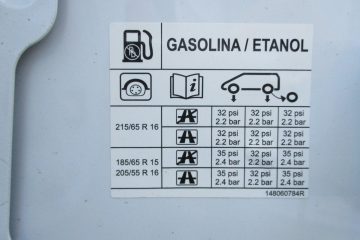 GASOLINA / ETANOL
215/65 R 16
32 psi 32 psi 32 psi
2.2 bar 2.2 bar 2.2 bar
32 psi 32 psi 32 psi
2.2 bar 2.2 bar 2.2 bar
185/65 R 15
205/55 R 16
35 psi 32 psi 35 psi
2.4 bar 2.2 bar 2.4 bar
35 psi 32 psi 35 psi
2.4 bar 2.2 bar 2.4 bar
148060784R